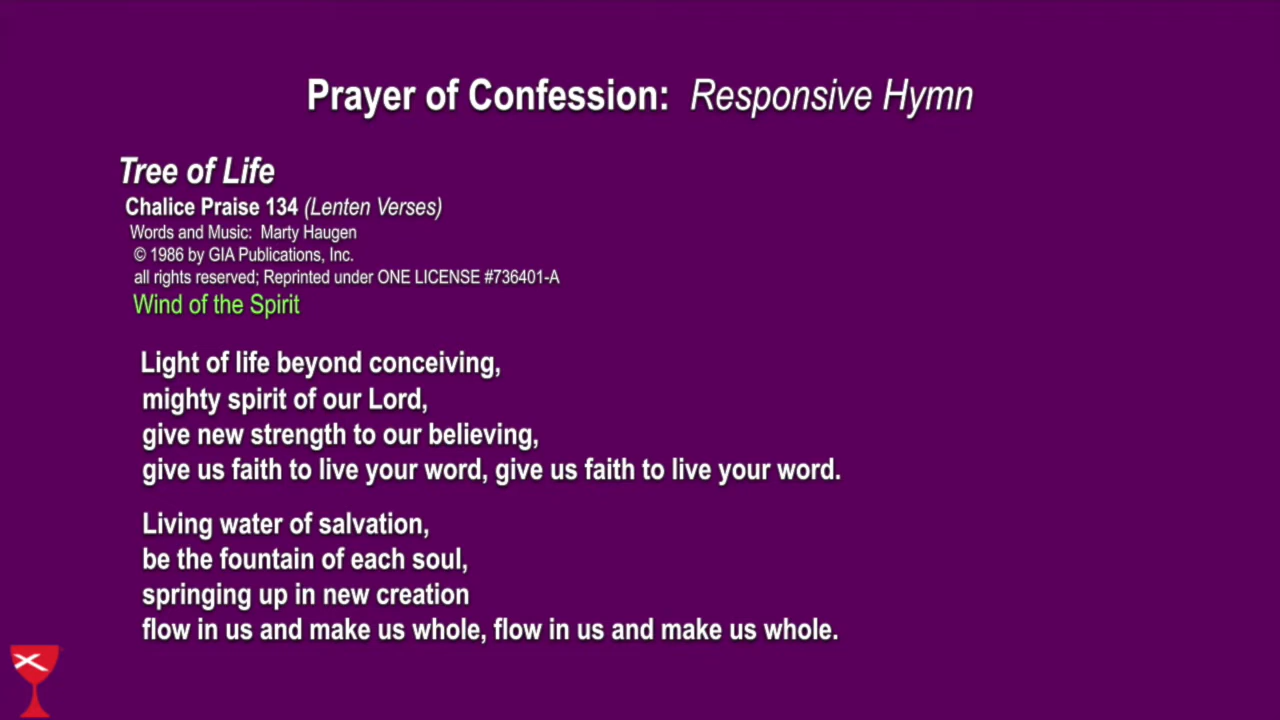 Prayer of Confession: Responsive Hymn
Tree of Life
Chalice Praise 134 (Lenten Verses)
Words and Music: Marty Haugen
© 1986 by GIA Publications, Inc.
all rights reserved; Reprinted under ONE LICENSE #736401-A
Wind of the Spirit
Light of life beyond conceiving,
mighty spirit of our Lord,
give new strength to our believing,
give us faith to live your word, give us faith to live your word.
Living water of salvation,
be the fountain of each soul,
springing up in new creation
flow in us and make us whole, flow in us and make us whole.